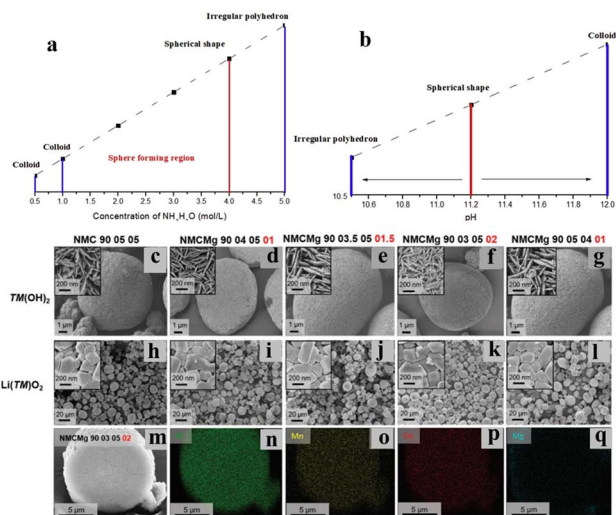 a
Irregular polyhedron
Spherical shape
Colloid
Colloid
Sphere forming region
0.5 1.0 1.5 2.0 2.5 3.0 3.5 4.0 4.5 5.0
Concentration of NH3H2O (mol/L)
b
Colloid
Spherical shape
Irregular polyhedron
10.5
10.6 10.8 11.0 11.2 11.4 11.6 11.8 12.0
pH
NMC 90 05 05
NMCMg 90 04 05 01
NMCMg 90 03.5 05 01.5
NMCMg 90 03 05 02
NMCMg 90 05 04 01
TM(OH)2
c
200 nm
1 μm
d
200 nm
1 μm
e
200 nm
1 μm
f
200 nm
1 μm
g
200 nm
1 μm
Li(TM)O2
h
200 nm
20 μm
i
200 nm
20 μm
j
200 nm
20 μm
k
200 nm
20 μm
l
200 nm
20 μm
NMCMg 90 03 05 02
m
5 μm
n
5 μm
Mn
o
5 μm
p
5 μm
Mg
q
5 μm